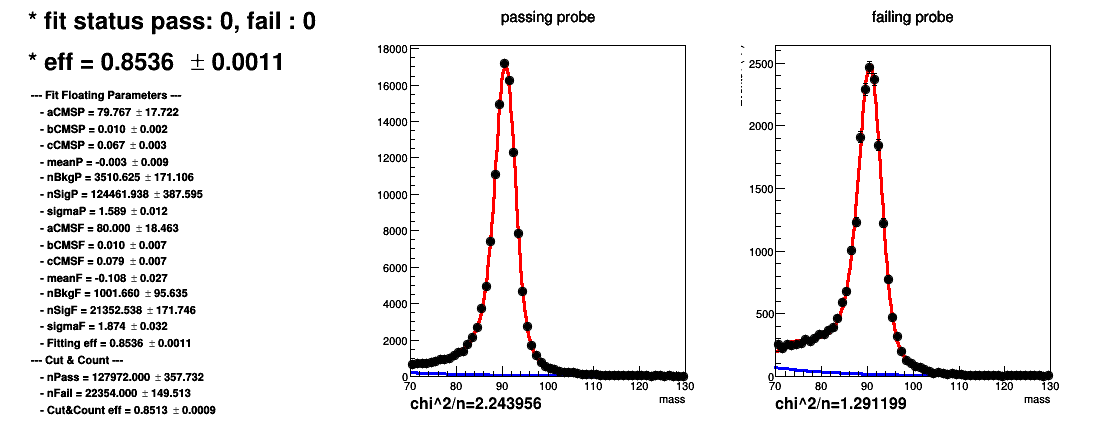 * fit status pass: 0, fail : 0
* eff = 0.8536 ± 0.0011
--- Fit Floating Parameters ---
- aCMSP = 79.767 ± 17.722
- bCMSP = 0.010 ± 0.002
- cCMSP = 0.067 ± 0.003
- meanP = -0.003 ± 0.009
- nBkgP = 3510.625 ± 171.106
- nSigP = 124461.938 ± 387.595
- sigmaP = 1.589 ± 0.012
- aCMSF = 80.000 ± 18.463
- bCMSF = 0.010 ± 0.007
- cCMSF = 0.079 ± 0.007
- meanF = -0.108 ± 0.027
- nBkgF = 1001.660 ± 95.635
- nSigF = 21352.538 ± 171.746
- sigmaF = 1.874 ± 0.032
- Fitting eff = 0.8536 ± 0.0011
--- Cut & Count ---
- nPass = 127972.000 ± 357.732
- nFail = 22354.000 ± 149.513
- Cut&Count eff = 0.8513 ± 0.0009
passing probe
18000
16000
14000
12000
10000
8000
6000
4000
2000
0
70 80 90 100 110 120 130
mass
chi^2/n=2.243956
failing probe
2500
2000
1500
1000
500
0
70 80 90 100 110 120 130
mass
chi^2/n=1.291199